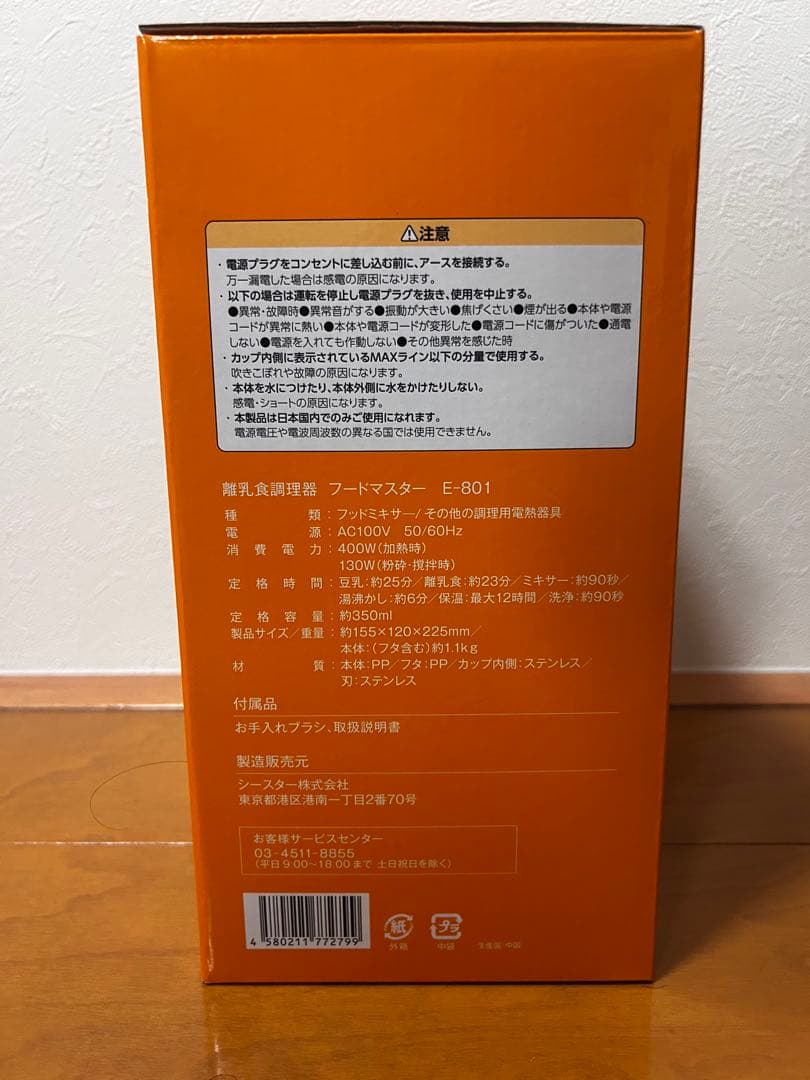 ⚠注意
・電源プラグをコンセントに差し込む前に、アースを接続する。
万一漏電した場合は感電の原因になります。
・以下の場合は運転を停止し電源プラグを抜き、使用を中止する。
●異常・故障時●異常音がする●振動が大きい●焦げくさい●煙が出る●本体や電源
コードが異常に熱い●本体や電源コードが変形した●電源コードに傷がついた●通電
しない●電源を入れても作動しない●その他異常を感じた時
・カップ内側に表示されているMAXライン以下の分量で使用する。
吹きこぼれや故障の原因になります。
・本体を水につけたり、本体外側に水をかけたりしない。
感電・ショートの原因になります。
・本製品は日本国内でのみご使用になれます。
電源電圧や電波周波数の異なる国では使用できません。
離乳食調理器 フードマスター E-801
種類：フッドミキサー/その他の調理用電熱器具
電源：AC100V 50/60Hz
消費電力：400W（加熱時）
130W（粉砕・撹拌時）
定格時間：豆乳：約25分／離乳食：約23分／ミキサー：約90秒／
湯沸かし：約6分／保温：最大12時間／洗浄：約90秒
定格容量：約350ml
製品サイズ／重量：約155×120×225mm／
本体：（フタ含む）約1.1kg
材質：本体：PP／フタ：PP／カップ内側：ステンレス／
刃：ステンレス
付属品
お手入れブラシ、取扱説明書
製造販売元
シースター株式会社
東京都港区港南一丁目2番70号
お客様サービスセンター
03-4511-8855
（平日9:00～18:00まで 土日祝日を除く）
4 580211 772799
紙 プラ
外箱 中袋 生産国 中国